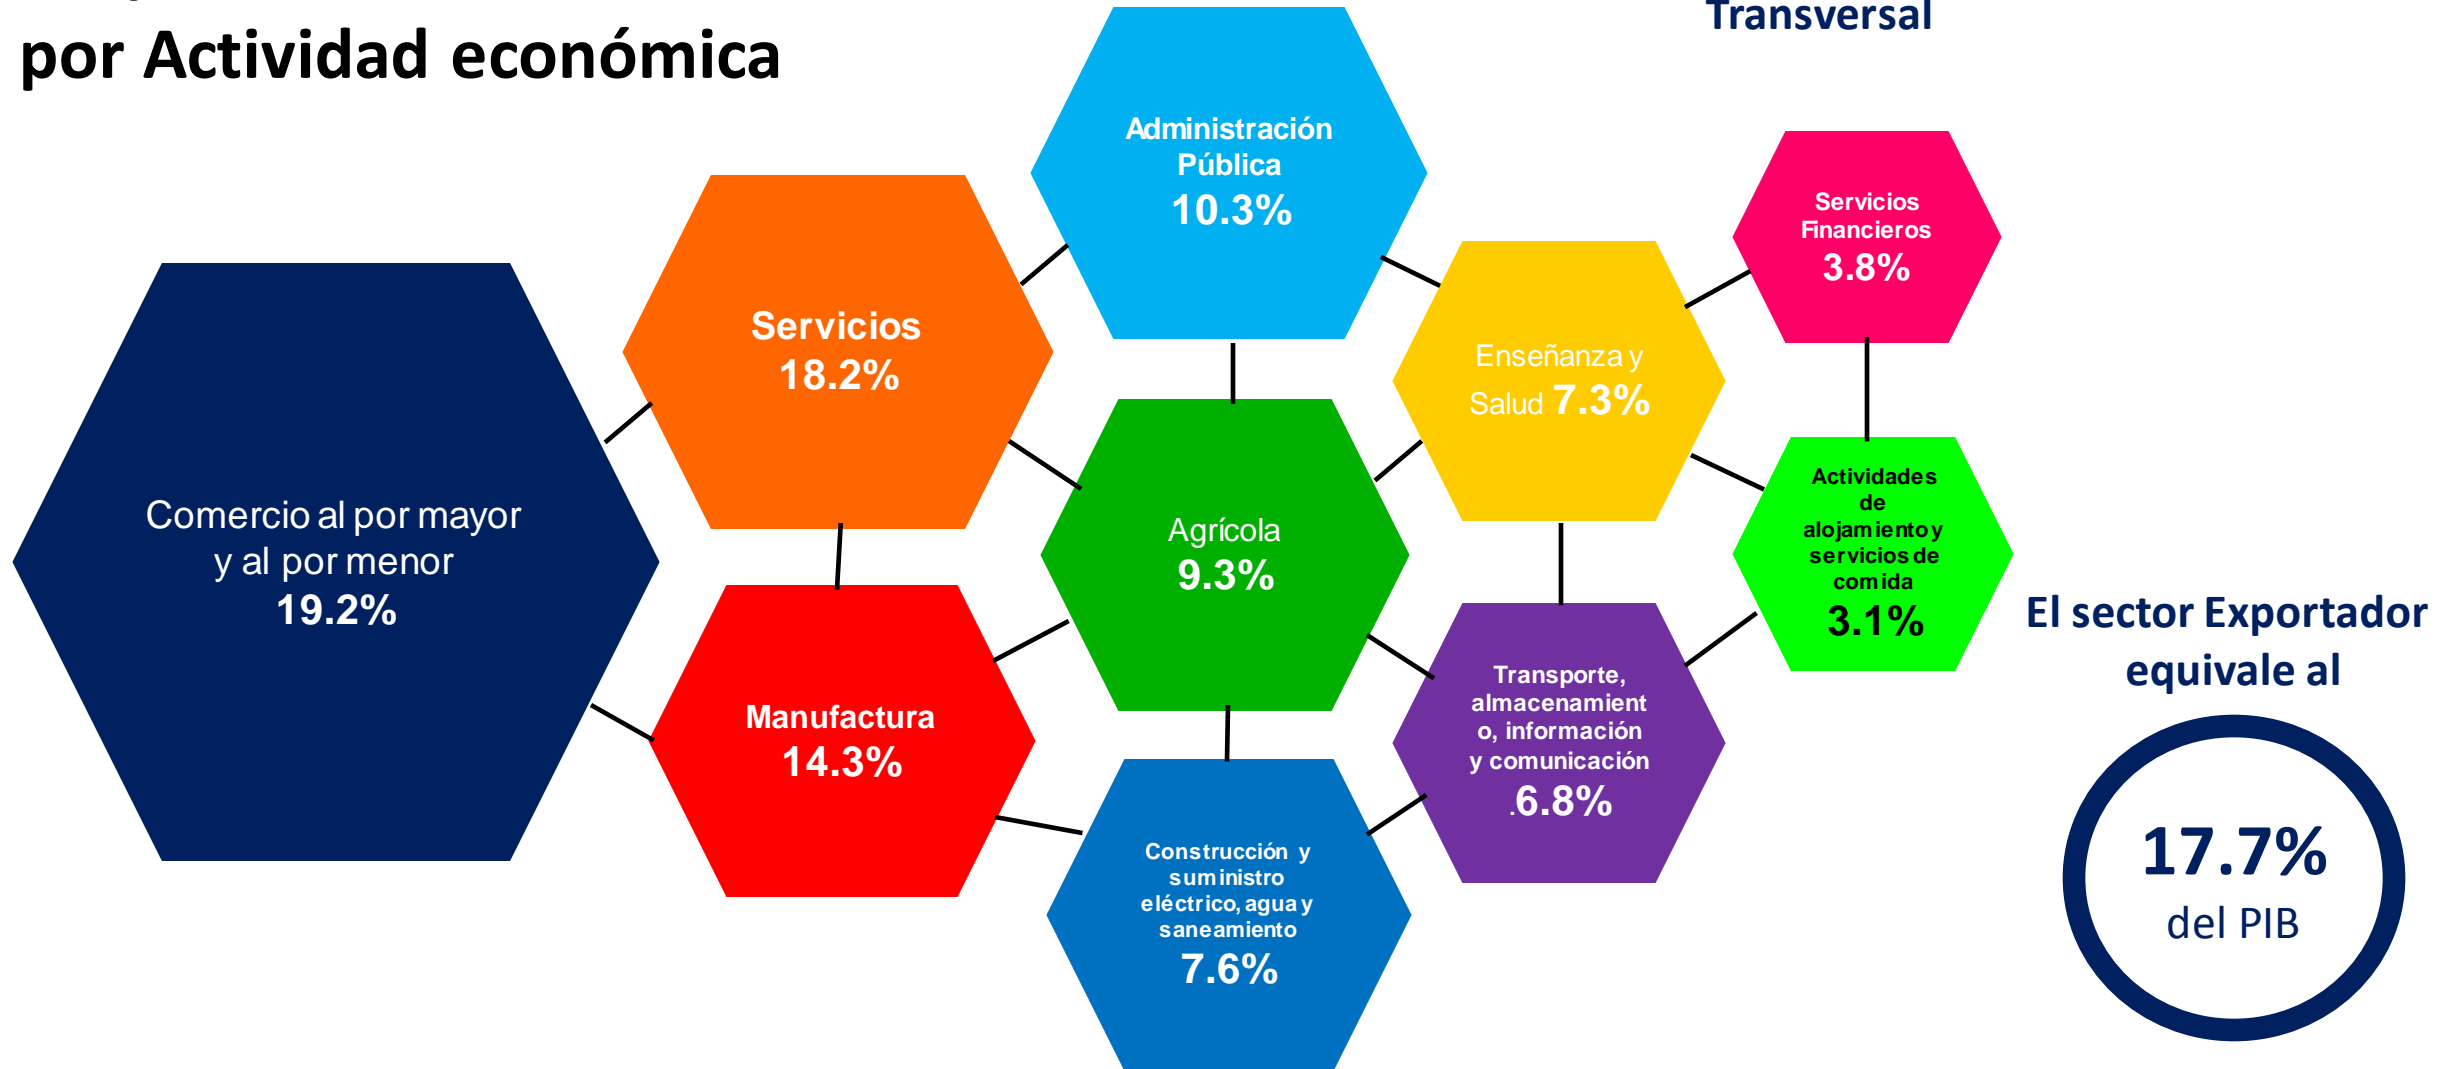 por Actividad económica
Transversal
Administración
Pública
10.3%
Servicios
Financieros
3.8%
Servicios
18.2%
Enseñanza y
Salud 7.3%
Comercio al por mayor
y al por menor
19.2%
Agrícola
9.3%
Actividades
de
alojamiento y
servicios de
comida
3.1%
Manufactura
14.3%
Transporte,
almacenamient
o, información
y comunicación
.6.8%
Construcción y
suministro
eléctrico, agua y
saneamiento
7.6%
El sector Exportador
equivale al
17.7%
del PIB